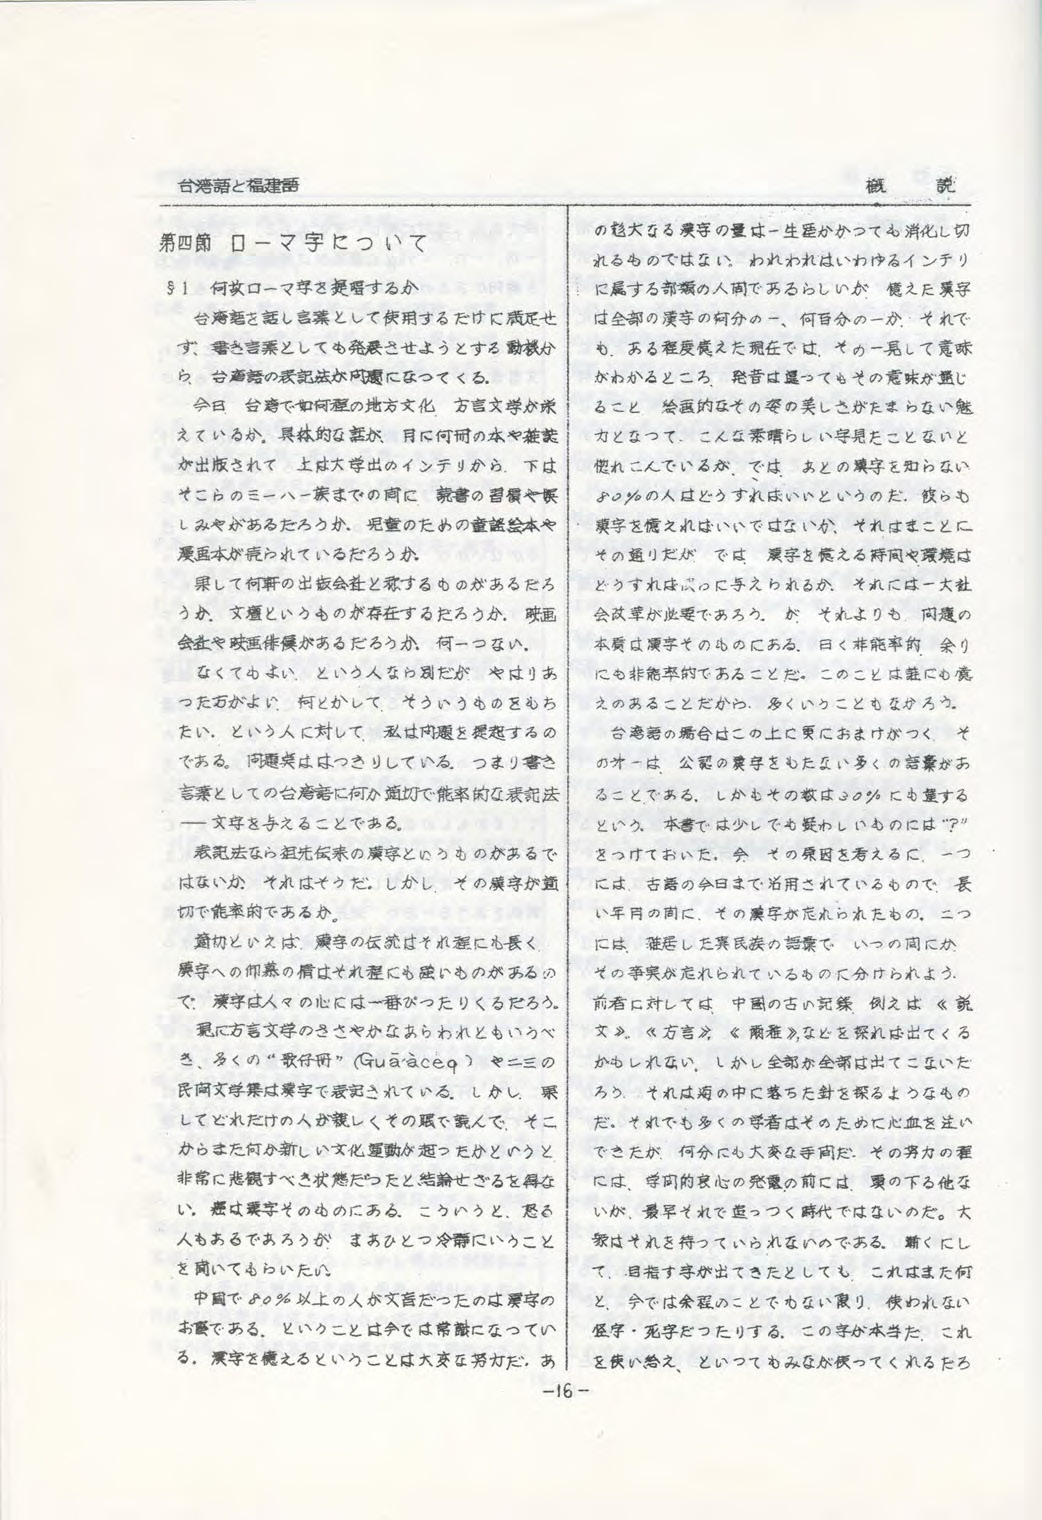 台湾語と福建語
概 説
第四節 ローマ字について
§1 何故ローマ字を提唱するか
台湾語を話し言葉として使用するだけに満足せ
ず、書き言葉としても発展させようとする動機か
ら、台湾語の表記法が問題になつてくる。
今日、台湾で如何程の地方文化、方言文学が栄
えているか。具体的な話が、月に何冊の本や雑誌
が出版されて、上は大学出のインテリから、下は
そこらのミーハー族までの間に、読書の習慣や娯
しみやがあるだろうか。児童のための童話絵本や
漫画本が売られているだろうか。
果して何軒の出版会社と称するものがあるだろ
うか。文壇というものが存在するだろうか。映画
会社や映画俳優があるだろうか。何一つない。
なくてもよい、という人なら別だが、やはりあ
つた方がよい、何とかして、そういうものをもち
たい、という人に対して、私は問題を提起するの
である。問題点ははつきりしている。つまり書き
言葉としての台湾語に何か適切で能率的な表記法
──文字を与えることである。
表記法なら祖先伝来の漢字というものがあるで
はないか。それはそうだ。しかし、その漢字が適
切で能率的であるか。
適切といえば、漢字の伝統はそれ程にも長く、
漢字への仰慕の情はそれ程にも強いものがあるの
で、漢字は人々の心には一番ぴつたりくるだろう。
現に方言文学のささやかなあらわれともいうべ
き、多くの“歌仔冊”(Guā-àcèq)や二三の
民間文学集は漢字で表記されている。しかし、果
してどれだけの人が親しくその眼で読んで、そこ
からまた何か新しい文化運動が起つたかというと、
非常に悲観すべき状態だつたと結論せざるを得な
い。癌は漢字そのものにある。こういうと、怒る
人もあるであろうが、まあひとつ冷静にいうこと
を聞いてもらいたい。
中国で80%以上の人が文盲だつたのは漢字の
お蔭である、ということは今では常識になつてい
る。漢字を憶えるということは大変な努力だ。あ
の尨大なる漢字の量は一生涯かかつても消化し切
れるものではない。われわれはいわゆるインテリ
に属する部類の人間であるらしいが、憶えた漢字
は全部の漢字の何分の一、何百分の一か。それで
も、ある程度憶えた現在では、その一見して意味
がわかるところ、発音は違ってもその意味が通じ
ること、絵画的なその姿の美しさがたまらない魅
力となつて、こんな素晴らしい字見たことないと
惚れこんでいるが、では、あとの漢字を知らない
80%の人はどうすればいいというのだ。彼らも
漢字を憶えればいいではないか、それはまことに
その通りだが、では、漢字を憶える時間や環境は
どうすれば に与えられるか。それには一大社
会改革が必要であろう。が、それよりも、問題の
本質は漢字そのものにある。曰く非能率的、余り
にも非能率的であることだ。このことは誰にも憶
えのあることだから、多くいうこともなかろう。
台湾語の場合はこの上に更におまけがつく。そ
のオ一は、公認の漢字をもたない多くの語彙があ
ることである。しかもその数は30%にも達する
という。本書では少しでも疑わしいものには“?”
をつけておいた。今、その原因を考えるに、一つ
には、古語の今日まで沿用されているもので、長
い年月の間に、その漢字が忘れられたもの。二つ
には、雑居した異民族の語彙で、いつの間にか
その事実が忘れられているものに分けられよう。
前者に対しては、中国の古い記録、例えば《説
文》、《方言》、《爾雅》、などを探れば出てくる
かもしれない。しかし全部が全部は出てこないだ
ろう。それは海の中に落ちた針を探るようなもの
だ。それでも多くの学者はそのために心血を注い
できたが、何分にも大変な手間だ。その努力の程
には、学問的良心の発露の前には、頭の下る他な
いが、最早それで追っつく時代ではないのだ。大
衆はそれを待っていられないのである。漸くにし
て、目指す字が出てきたとしても、これはまた何
と、今では余程のことでもない限り、使われない
怪字・死字だつたりする。この字が本当だ、これ
を使い給え、といつてもみなが使ってくれるだろ
-16-